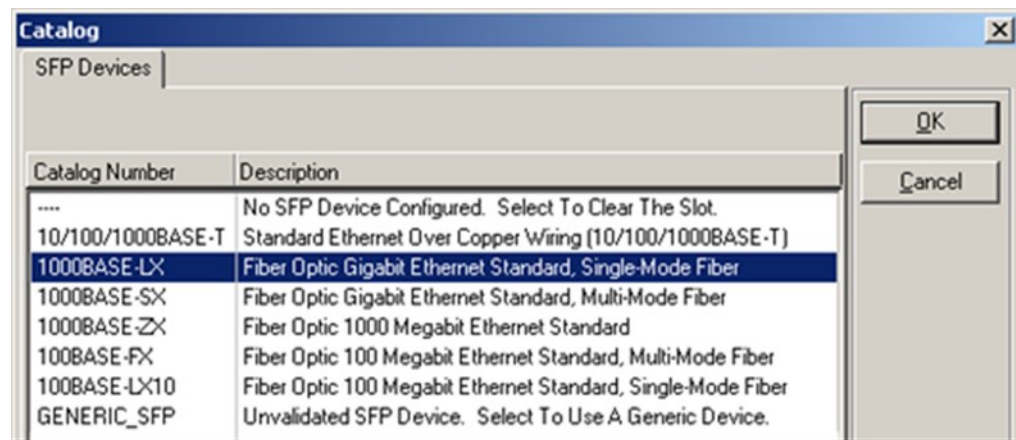 Catalog
SFP Devices
OK
Cancel
Catalog Number Description
---- No SFP Device Configured. Select To Clear The Slot.
10/100/1000BASE-T Standard Ethernet Over Copper Wiring (10/100/1000BASE-T)
1000BASE-LX Fiber Optic Gigabit Ethernet Standard, Single-Mode Fiber
1000BASE-SX Fiber Optic Gigabit Ethernet Standard, Multi-Mode Fiber
1000BASE-ZX Fiber Optic 1000 Megabit Ethernet Standard
100BASE-FX Fiber Optic 100 Megabit Ethernet Standard, Multi-Mode Fiber
100BASE-LX10 Fiber Optic 100 Megabit Ethernet Standard, Single-Mode Fiber
GENERIC_SFP Unvalidated SFP Device. Select To Use A Generic Device.